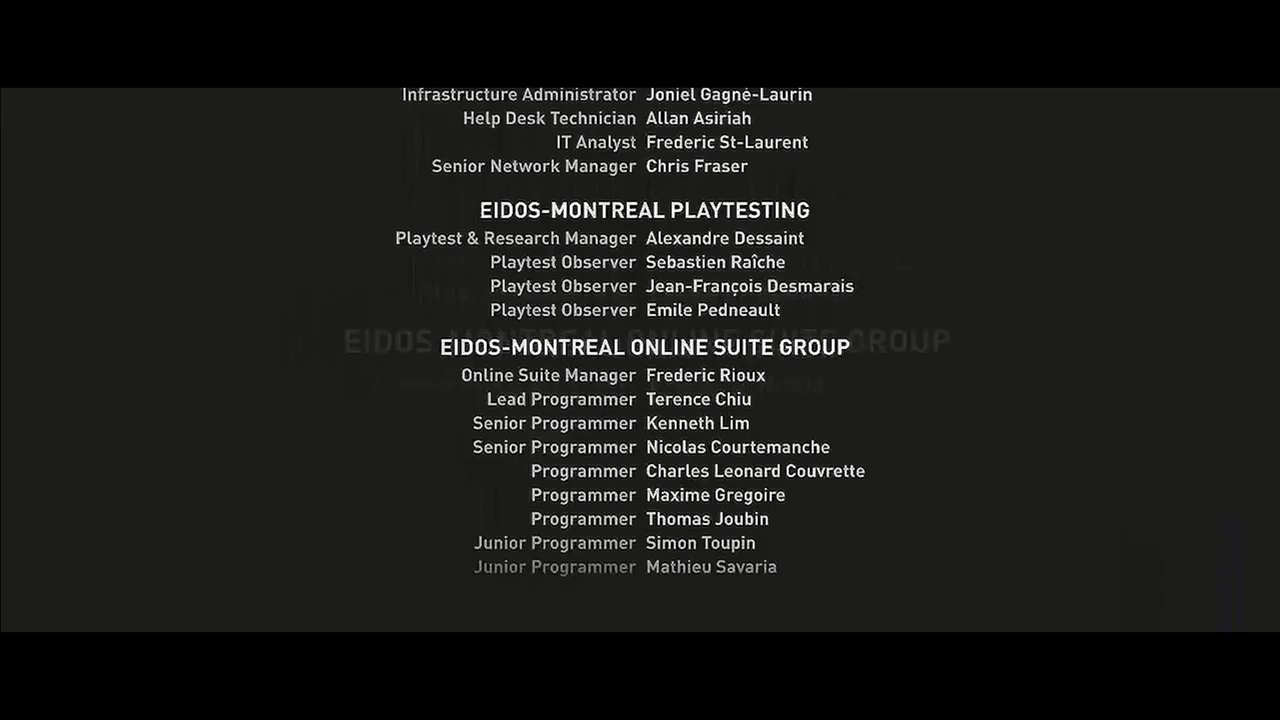 Infrastructure Administrator Joniel Gagné-Laurin
Help Desk Technician Allan Asiriah
IT Analyst Frederic St-Laurent
Senior Network Manager Chris Fraser
EIDOS-MONTREAL PLAYTESTING
Playtest & Research Manager Alexandre Dessaint
Playtest Observer Sebastien Raîche
Playtest Observer Jean-François Desmarais
Playtest Observer Emile Pedneault
EIDOS-MONTREAL ONLINE SUITE GROUP
Online Suite Manager Frederic Rioux
Lead Programmer Terence Chiu
Senior Programmer Kenneth Lim
Senior Programmer Nicolas Courtemanche
Programmer Charles Leonard Couvrette
Programmer Maxime Gregoire
Programmer Thomas Joubin
Junior Programmer Simon Toupin
Junior Programmer Mathieu Savaria